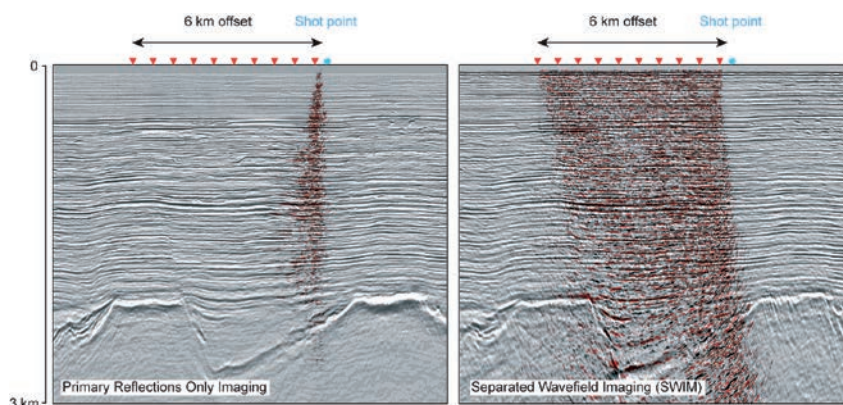 6 km offset
Shot point
6 km offset
Shot point
0
3 km
Primary Reflections Only Imaging
Separated Wavefield Imaging (SWIM)